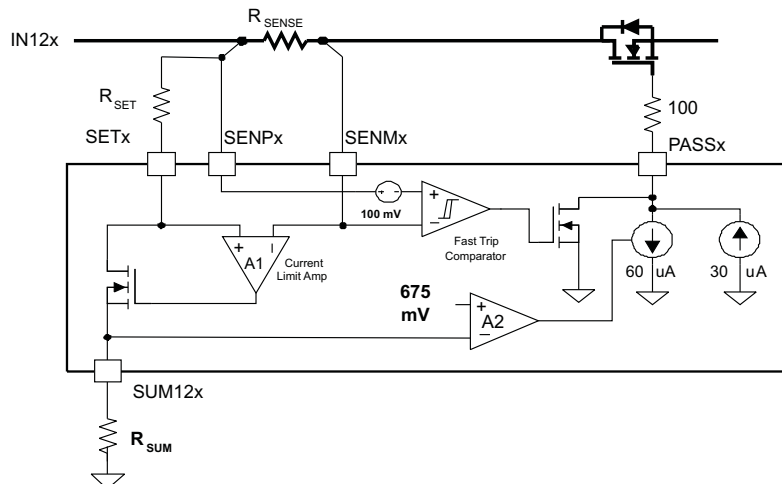 R SENSE
IN12x
R SET
100
SETx
SENPx
SENMx
PASSx
+ -
100 mV
+
–
Fast Trip
Comparator
+ –
A1
Current
Limit Amp
60 uA
30 uA
675
mV
+
A2
–
SUM12x
R SUM